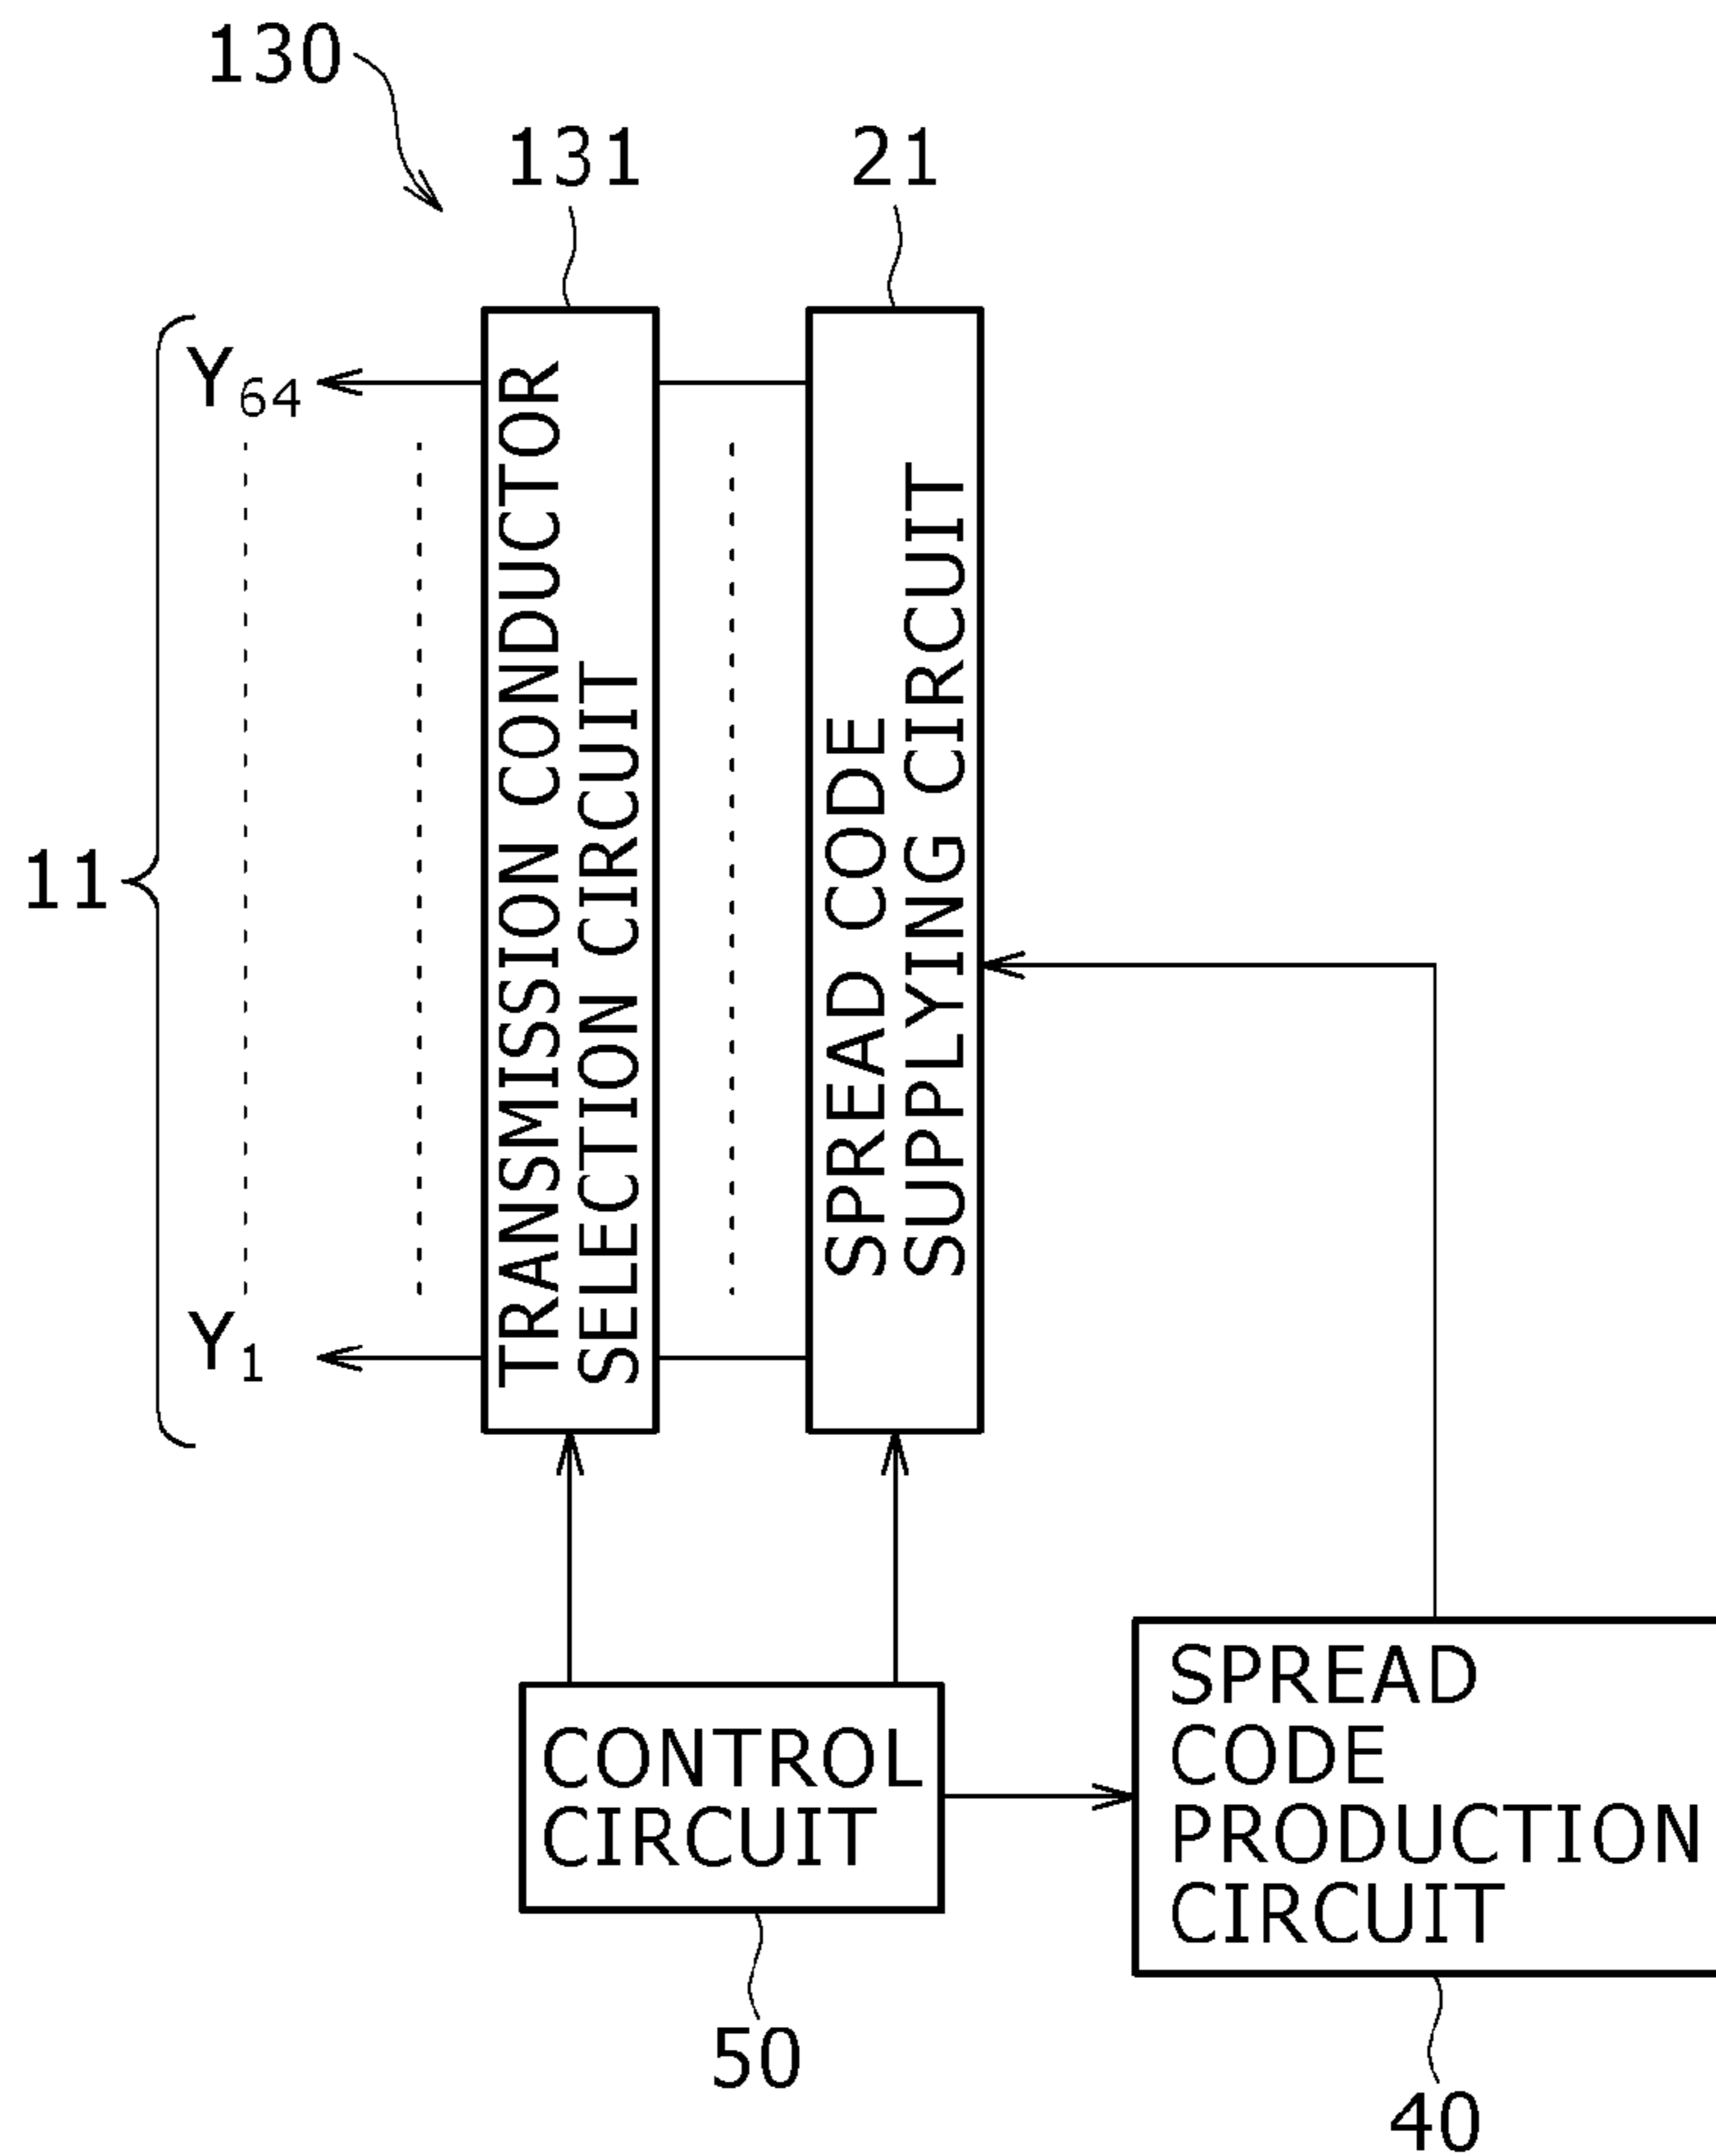 130
131
21
Y64
11
TRANSMISSION CONDUCTOR
SELECTION CIRCUIT
SPREAD CODE
SUPPLYING CIRCUIT
Y1
CONTROL
CIRCUIT
SPREAD
CODE
PRODUCTION
CIRCUIT
50
40